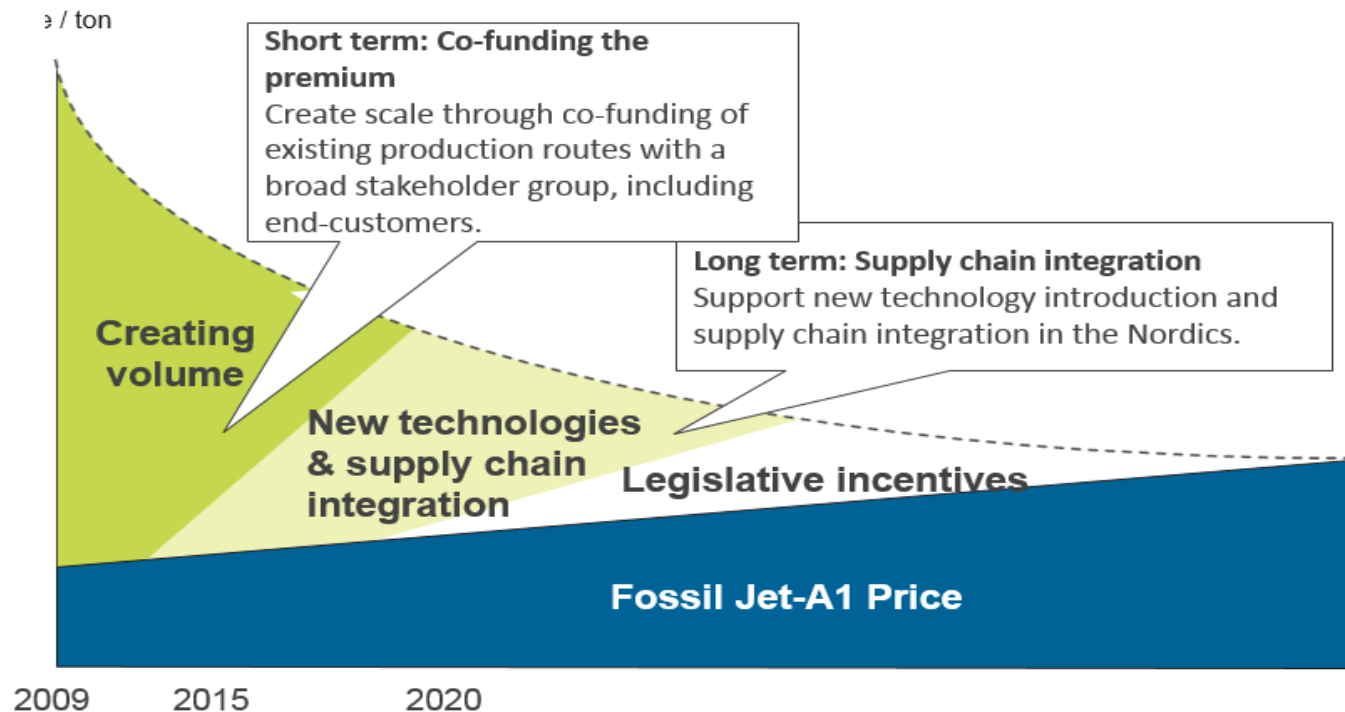 / ton
Short term: Co-funding the
premium
Create scale through co-funding of
existing production routes with a
broad stakeholder group, including
end-customers.
Long term: Supply chain integration
Support new technology introduction and
supply chain integration in the Nordics.
Creating
volume
New technologies
& supply chain
integration
Legislative incentives
Fossil Jet-A1 Price
2009 2015 2020